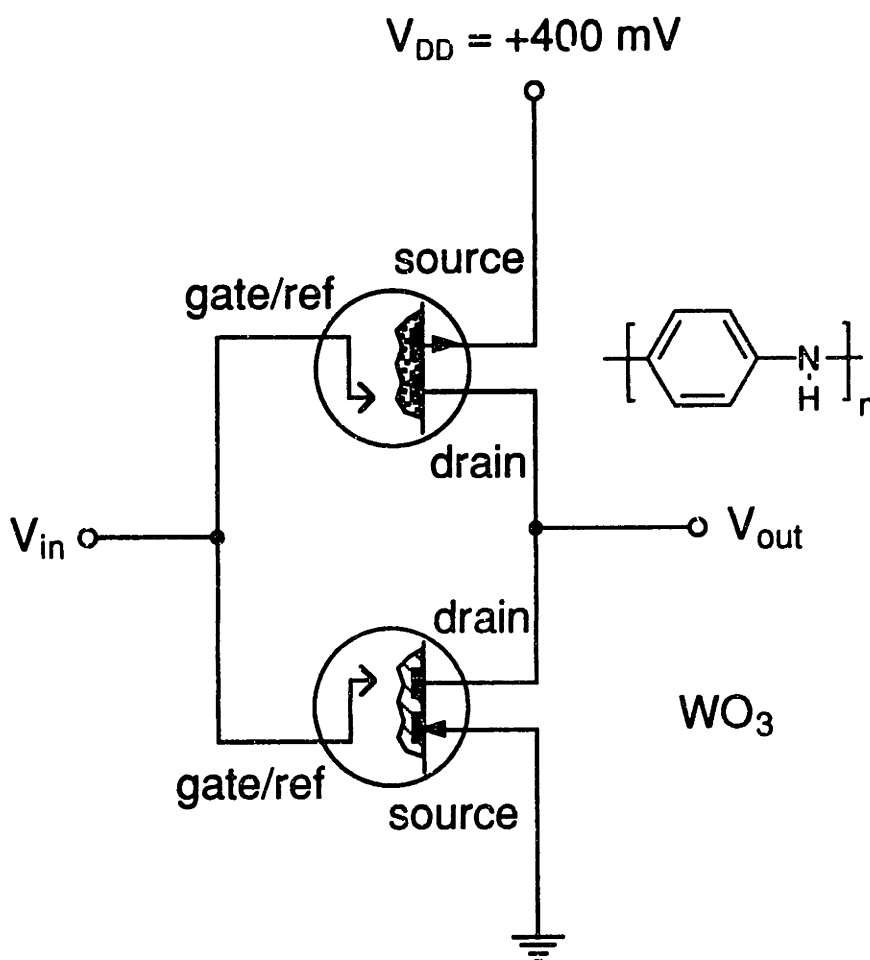 V_DD = +400 mV
source
gate/ref
N
H
n
drain
V_in
V_out
drain
WO₃
gate/ref
source